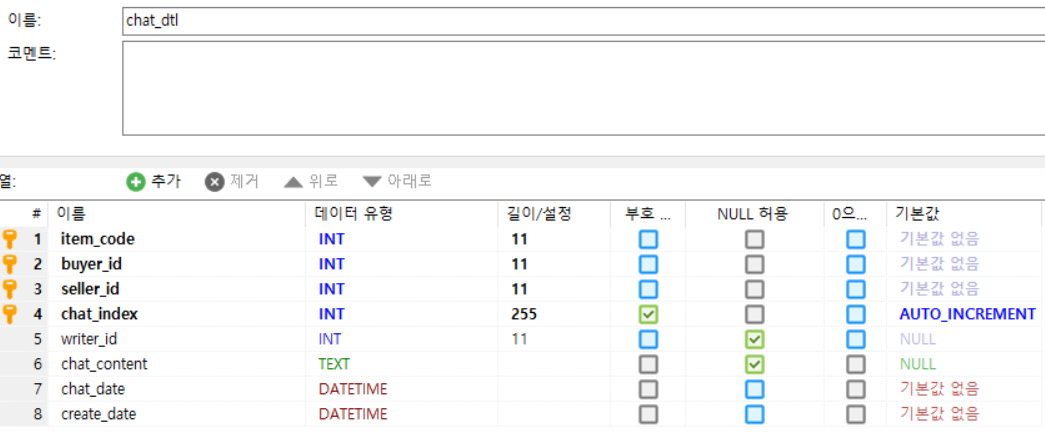 이름: chat_dtl
코멘트:
열: 추가 제거 위로 아래로
# 이름 데이터 유형 길이/설정 부호 ... NULL 허용 0으... 기본값
1 item_code INT 11 기본값 없음
2 buyer_id INT 11 기본값 없음
3 seller_id INT 11 기본값 없음
4 chat_index INT 255 AUTO_INCREMENT
5 writer_id INT 11 NULL
6 chat_content TEXT NULL
7 chat_date DATETIME 기본값 없음
8 create_date DATETIME 기본값 없음